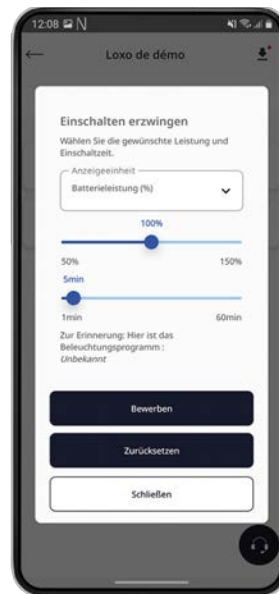 12:08
Loxo de démo
Einschalten erzwingen
Wählen Sie die gewünschte Leistung und
Einschaltzeit.
Anzeigeeinheit
Batterieleistung (%)
100%
50% 150%
5min
1min 60min
Zur Erinnerung: Hier ist das
Beleuchtungsprogramm :
Unbekannt
Bewerben
Zurücksetzen
Schließen